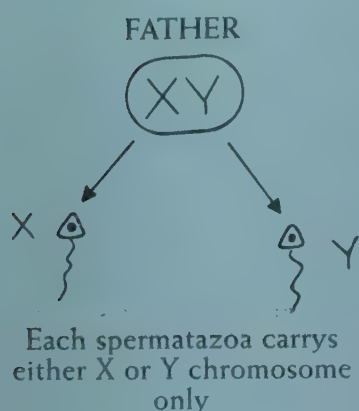 FATHER
XY
X
Y
Each spermatazoa carrys
either X or Y chromosome
only